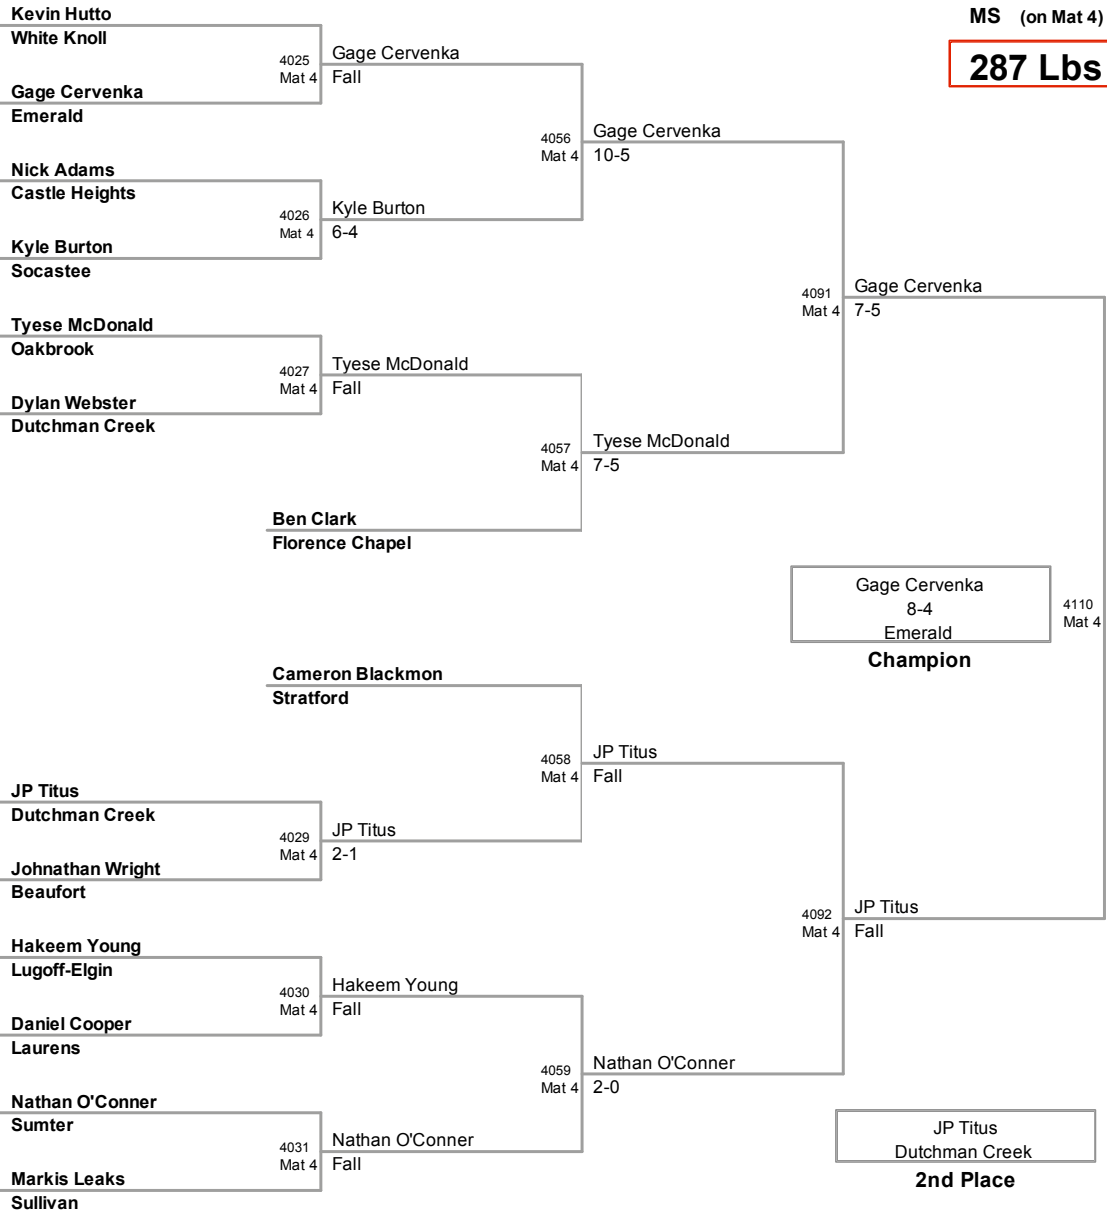 Kevin Hutto
White Knoll
MS (on Mat 4)
287 Lbs
4025
Mat 4
Gage Cervenka
Fall
Gage Cervenka
Emerald
4056
Mat 4
Gage Cervenka
10-5
Nick Adams
Castle Heights
4026
Mat 4
Kyle Burton
6-4
Kyle Burton
Socastee
4091
Mat 4
Gage Cervenka
7-5
Tyese McDonald
Oakbrook
4027
Mat 4
Tyese McDonald
Fall
Dylan Webster
Dutchman Creek
4057
Mat 4
Tyese McDonald
7-5
Ben Clark
Florence Chapel
Gage Cervenka
8-4
Emerald
Champion
4110
Mat 4
Cameron Blackmon
Stratford
4058
Mat 4
JP Titus
Fall
JP Titus
Dutchman Creek
4029
Mat 4
JP Titus
2-1
Johnathan Wright
Beaufort
4092
Mat 4
JP Titus
Fall
Hakeem Young
Lugoff-Elgin
4030
Mat 4
Hakeem Young
Fall
Daniel Cooper
Laurens
4059
Mat 4
Nathan O'Conner
2-0
Nathan O'Conner
Sumter
4031
Mat 4
Nathan O'Conner
Fall
Markis Leaks
Sullivan
JP Titus
Dutchman Creek
2nd Place